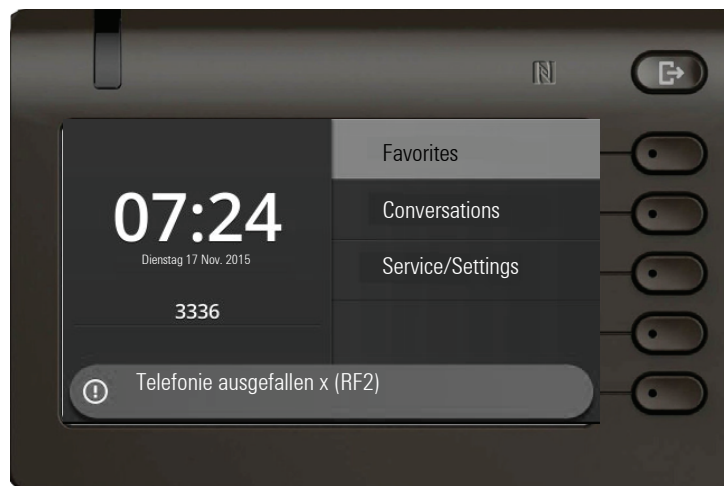 Favorites
07:24
Conversations
Dienstag 17 Nov. 2015
Service/Settings
3336
Telefonie ausgefallen x (RF2)